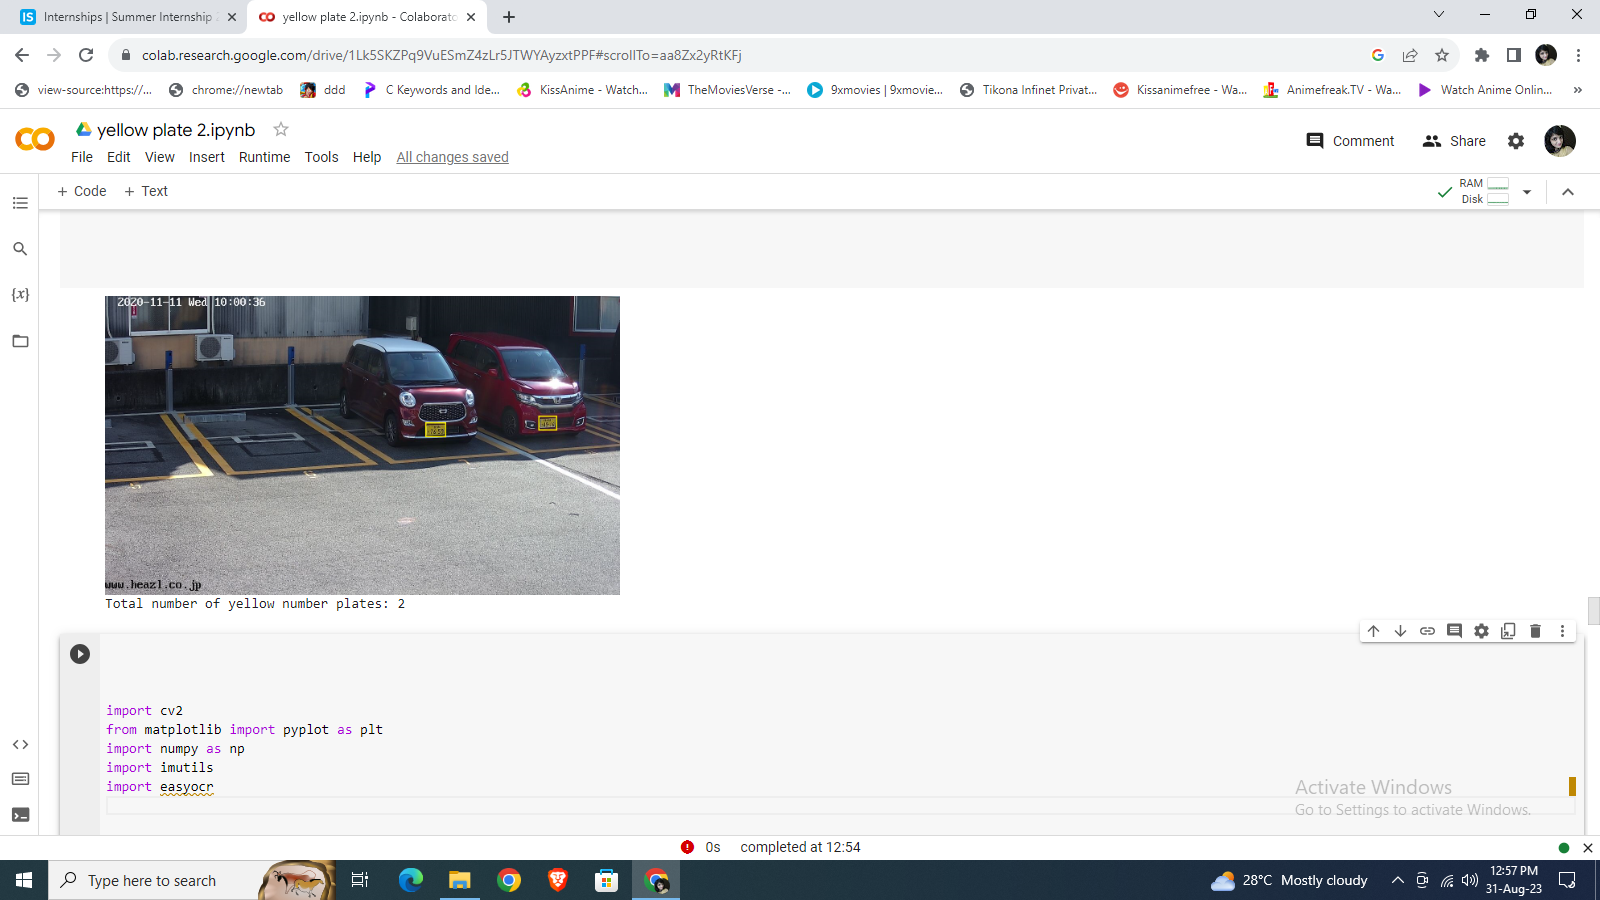 Internships | Summer Internship 2
yellow plate 2.ipynb - Colaborato
colab.research.google.com/drive/1Lk5SKZPq9VuESmZ4zLr5JTWYAyzxtPPF#scrollTo=aa8Zx2yRtKFj
view-source:https://... chrome://newtab ddd C Keywords and Ide... KissAnime - Watch... TheMoviesVerse -... 9xmovies | 9xmovie... Tikona Infinet Privat... Kissanimefree - Wa... Animefreak.TV - Wa... Watch Anime Onlin... »
yellow plate 2.ipynb
File Edit View Insert Runtime Tools Help All changes saved
Comment Share
+ Code + Text
RAM
Disk
{x}
2020-11-11 Wed 10:00:36
www.heazl.co.jp
Total number of yellow number plates: 2
import cv2
from matplotlib import pyplot as plt
import numpy as np
import imutils
import easyocr
Activate Windows
Go to Settings to activate Windows.
0s completed at 12:54
Type here to search
28°C Mostly cloudy
12:57 PM
31-Aug-23